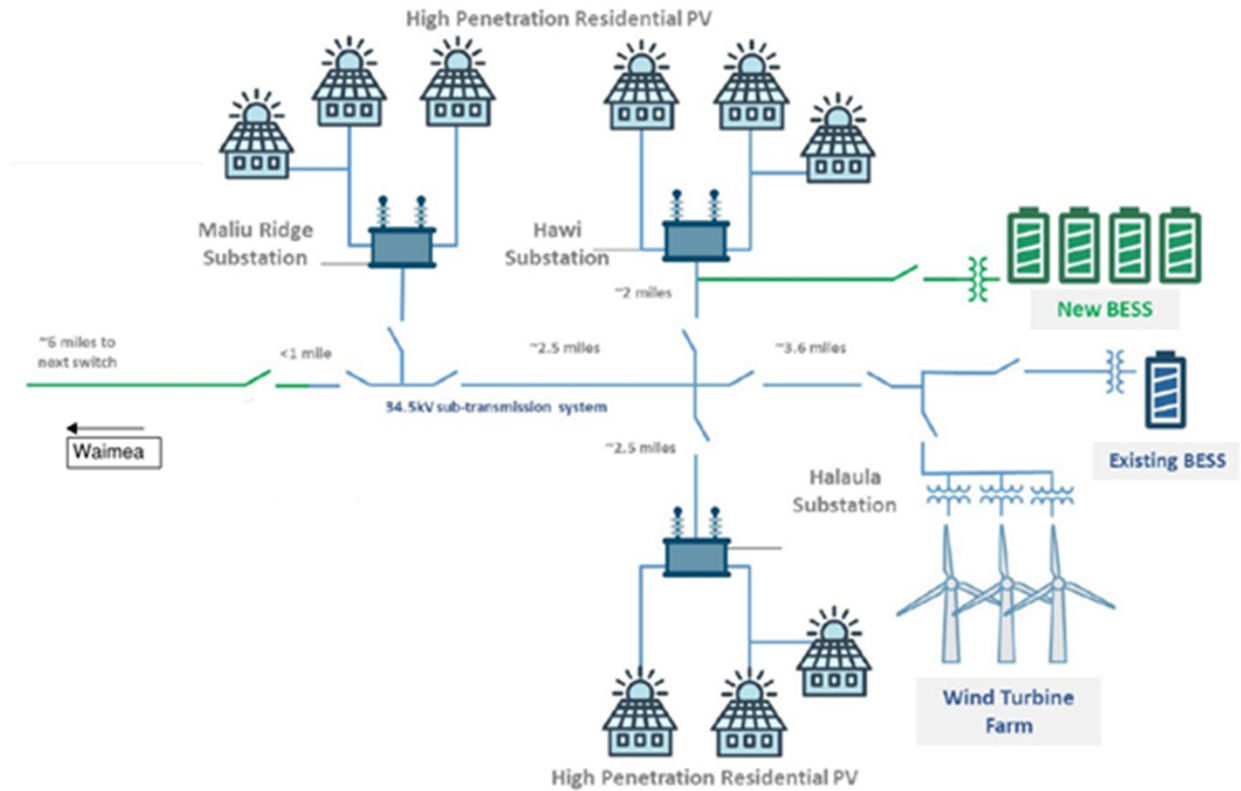 High Penetration Residential PV
Maliu Ridge
Substation
Hawi
Substation
~2 miles
New BESS
~6 miles to
next switch
<1 mile
~2.5 miles
~3.6 miles
34.5kV sub-transmission system
Waimea
~2.5 miles
Existing BESS
Halaula
Substation
Wind Turbine
Farm
High Penetration Residential PV